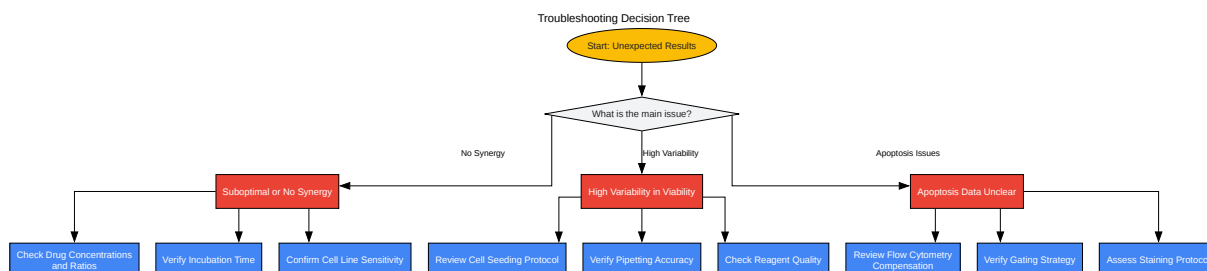 Troubleshooting Decision Tree
Start: Unexpected Results
What is the main issue?
No Synergy
High Variability
Apoptosis Issues
Suboptimal or No Synergy
High Variability in Viability
Apoptosis Data Unclear
Check Drug Concentrations
and Ratios
Verify Incubation Time
Confirm Cell Line Sensitivity
Review Cell Seeding Protocol
Verify Pipetting Accuracy
Check Reagent Quality
Review Flow Cytometry
Compensation
Verify Gating Strategy
Assess Staining Protocol